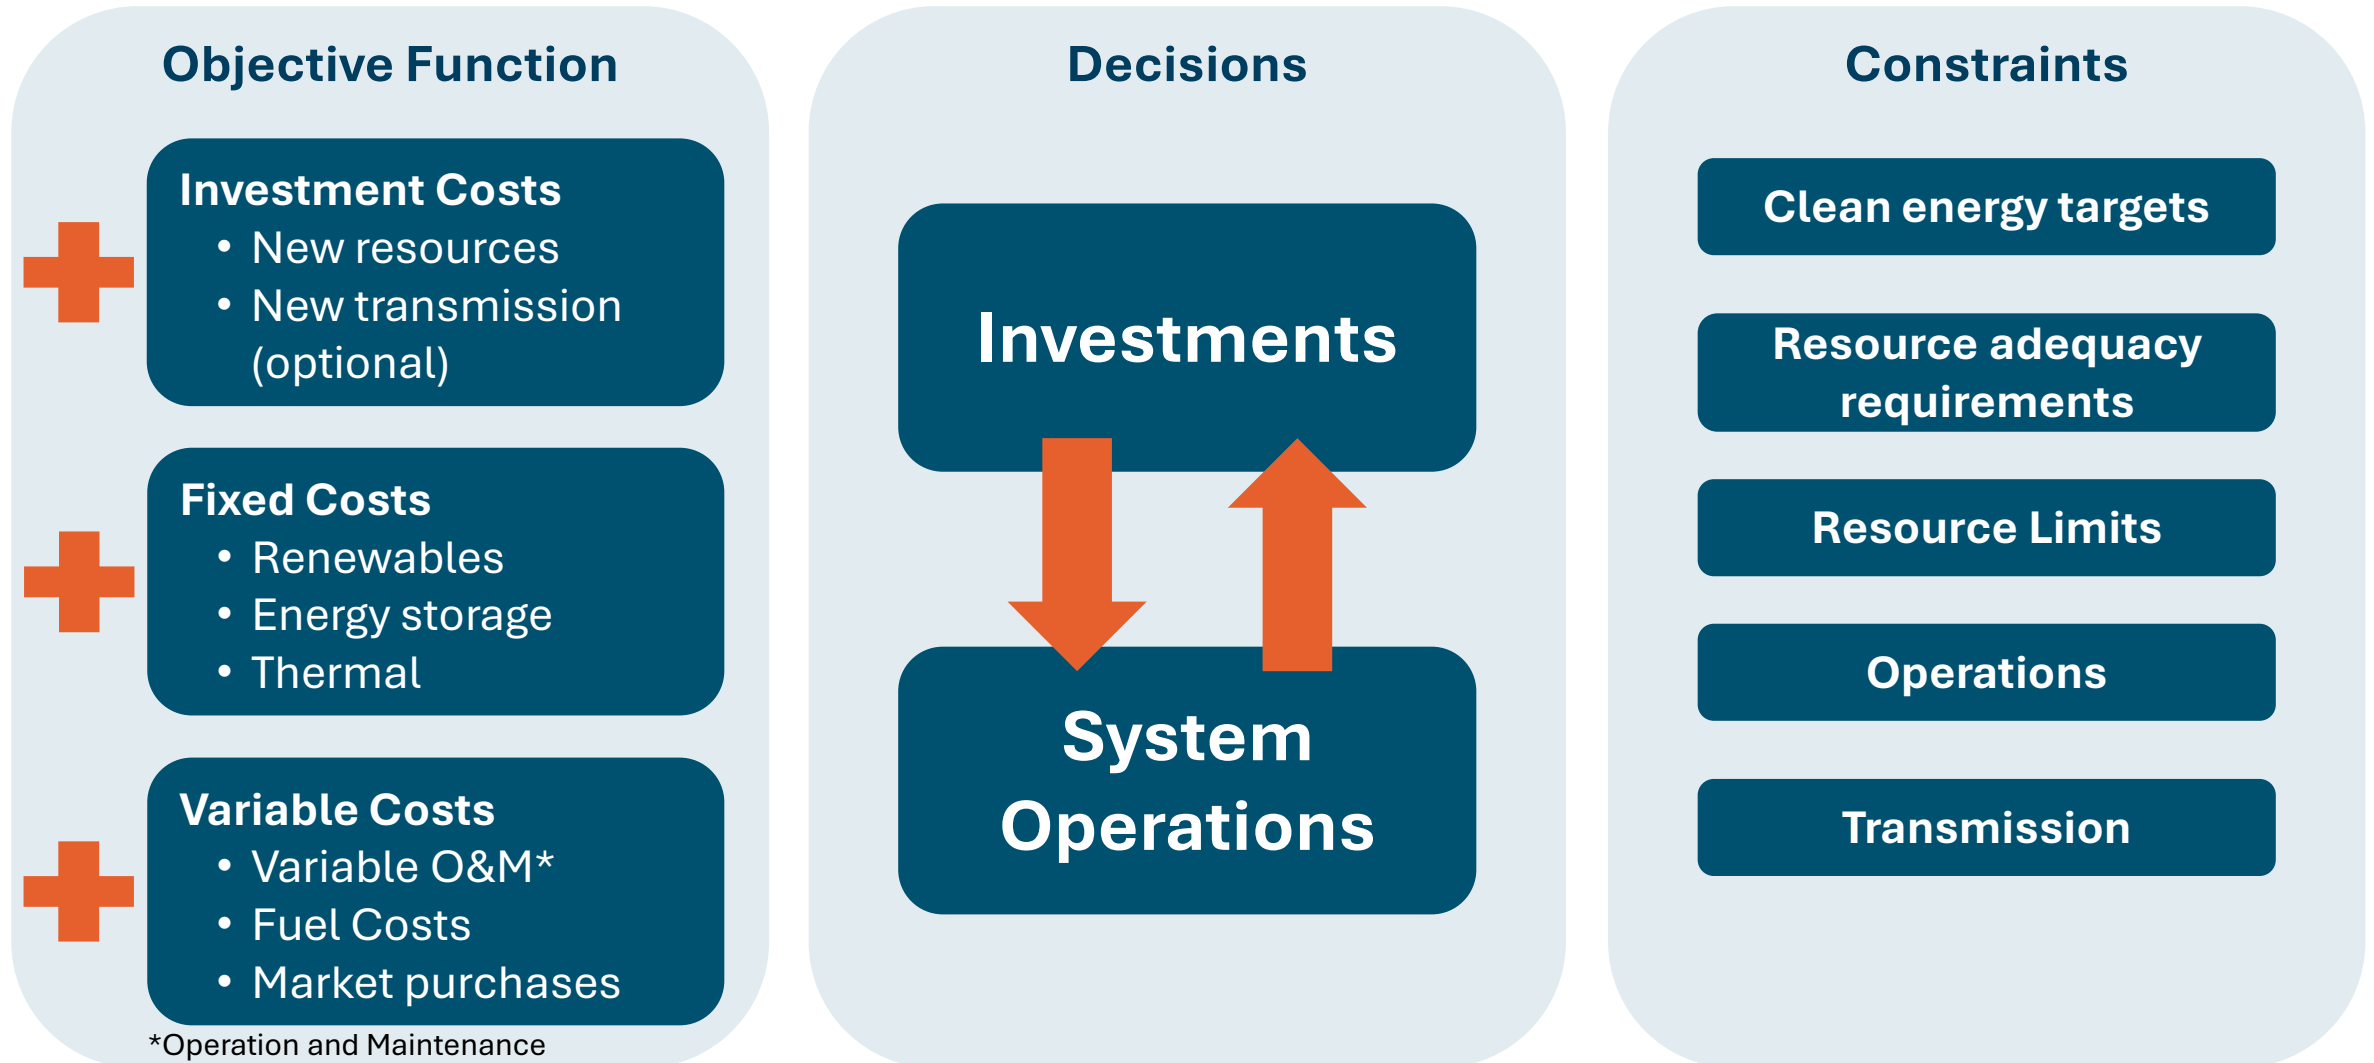 Objective Function
Investment Costs
• New resources
• New transmission
(optional)
Fixed Costs
• Renewables
• Energy storage
• Thermal
Variable Costs
• Variable O&M*
• Fuel Costs
• Market purchases
*Operation and Maintenance
Decisions
Investments
System
Operations
Constraints
Clean energy targets
Resource adequacy
requirements
Resource Limits
Operations
Transmission